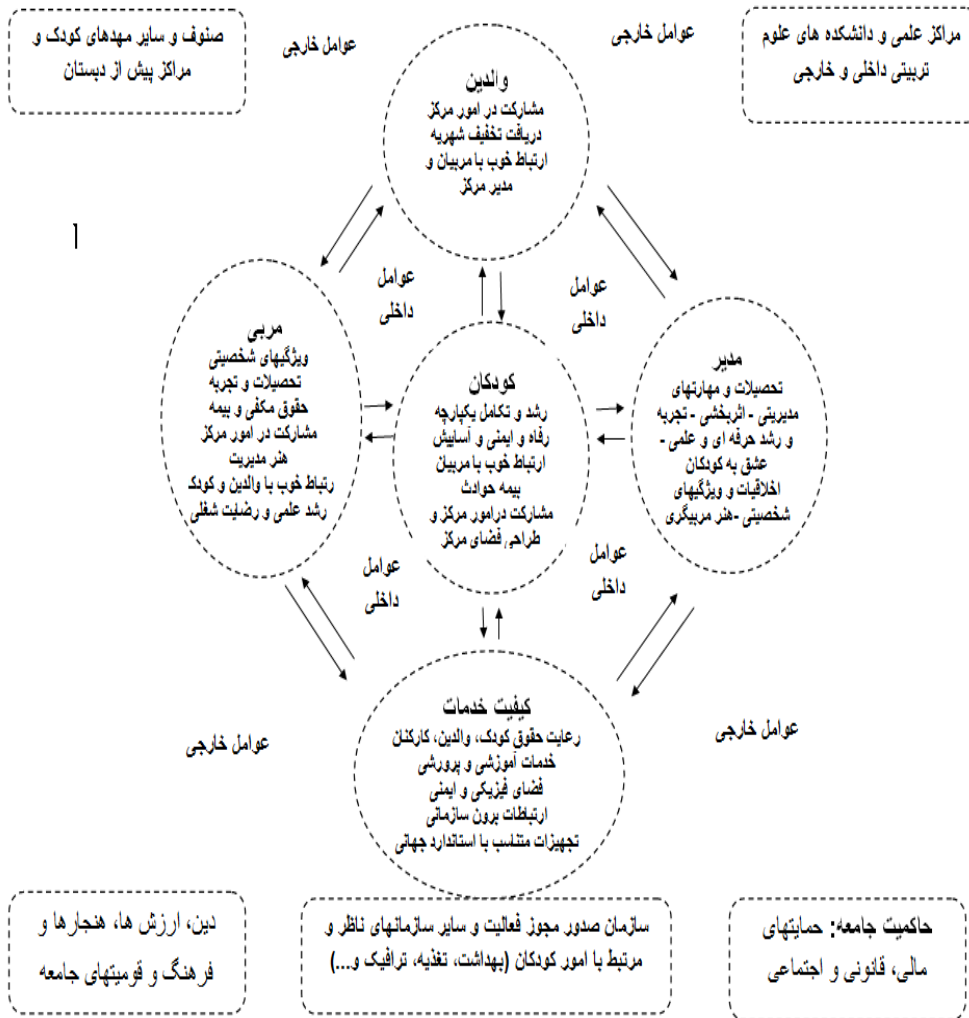 مراکز علمی و دانشکده های علوم
تربیتی داخلی و خارجی
عوامل خارجی
عوامل خارجی
صنوف و سایر مهدهای کودک و
مراکز پیش از دبستان
والدین
مشارکت در امور مرکز
دریافت تخفیف شهریه
ارتباط خوب با مربیان و
مدیر مرکز
آ
عوامل
داخلی
عوامل
داخلی
مدیر
تحصیلات و مهارتهای
مدیریتی - اثربخشی - تجربه
و رشد حرفه ای و علمی -
عشق به کودکان
اخلاقیات و ویژگیهای
شخصیتی -هنر مربیگری
کودکان
رشد و تکامل یکپارچه
رفاه و ایمنی و آسایش
ارتباط خوب با مربیان
بیمه حوادث
مشارکت درامور مرکز و
طراحی فضای مرکز
مربی
ویژگیهای شخصیتی
تحصیلات و تجربه
حقوق مکفی و بیمه
مشارکت در امور مرکز
هنر مدیریت
رتباط خوب با والدین و کودک
رشد علمی و رضایت شغلی
عوامل
داخلی
عوامل
داخلی
کیفیت خدمات
رعایت حقوق کودک، والدین، کارکنان
خدمات آموزشی و پرورشی
فضای فیزیکی و ایمنی
ارتباطات برون سازمانی
تجهیزات متناسب با استاندارد جهانی
عوامل خارجی
عوامل خارجی
حاکمیت جامعه: حمایتهای
مالی، قانونی و اجتماعی
سازمان صدور مجوز فعالیت و سایر سازمانهای ناظر و
مرتبط با امور کودکان (بهداشت، تغذیه، ترافیک و...)
دین، ارزش ها، هنجارها و
فرهنگ و قومیتهای جامعه